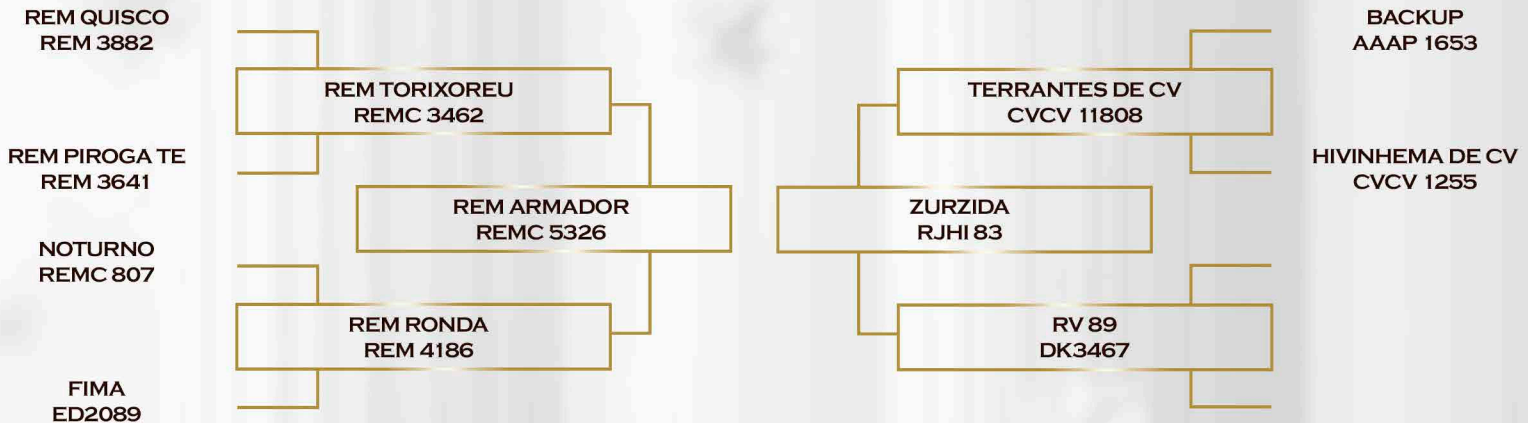 REM QUISCO
REM 3882
REM TORIXOREU
REMC 3462
REM PIROGA TE
REM 3641
REM ARMADOR
REMC 5326
NOTURNO
REMC 807
REM RONDA
REM 4186
FIMA
ED2089
BACKUP
AAAP 1653
TERRANTES DE CV
CVCV 11808
HIVINHEMA DE CV
CVCV 1255
ZURZIDA
RJHI 83
RV 89
DK3467